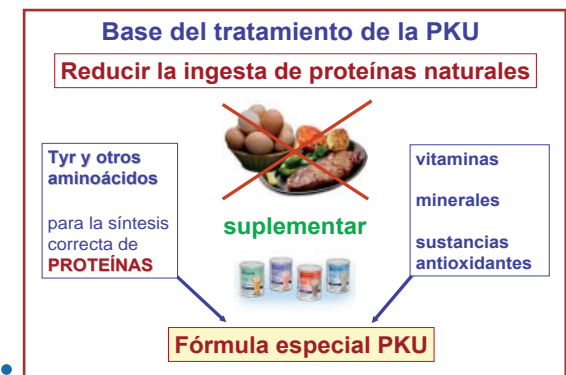 Base del tratamiento de la PKU
Reducir la ingesta de proteínas naturales
Tyr y otros
aminoácidos
para la síntesis
correcta de
PROTEÍNAS
suplementar
vitaminas
minerales
sustancias
antioxidantes
Fórmula especial PKU